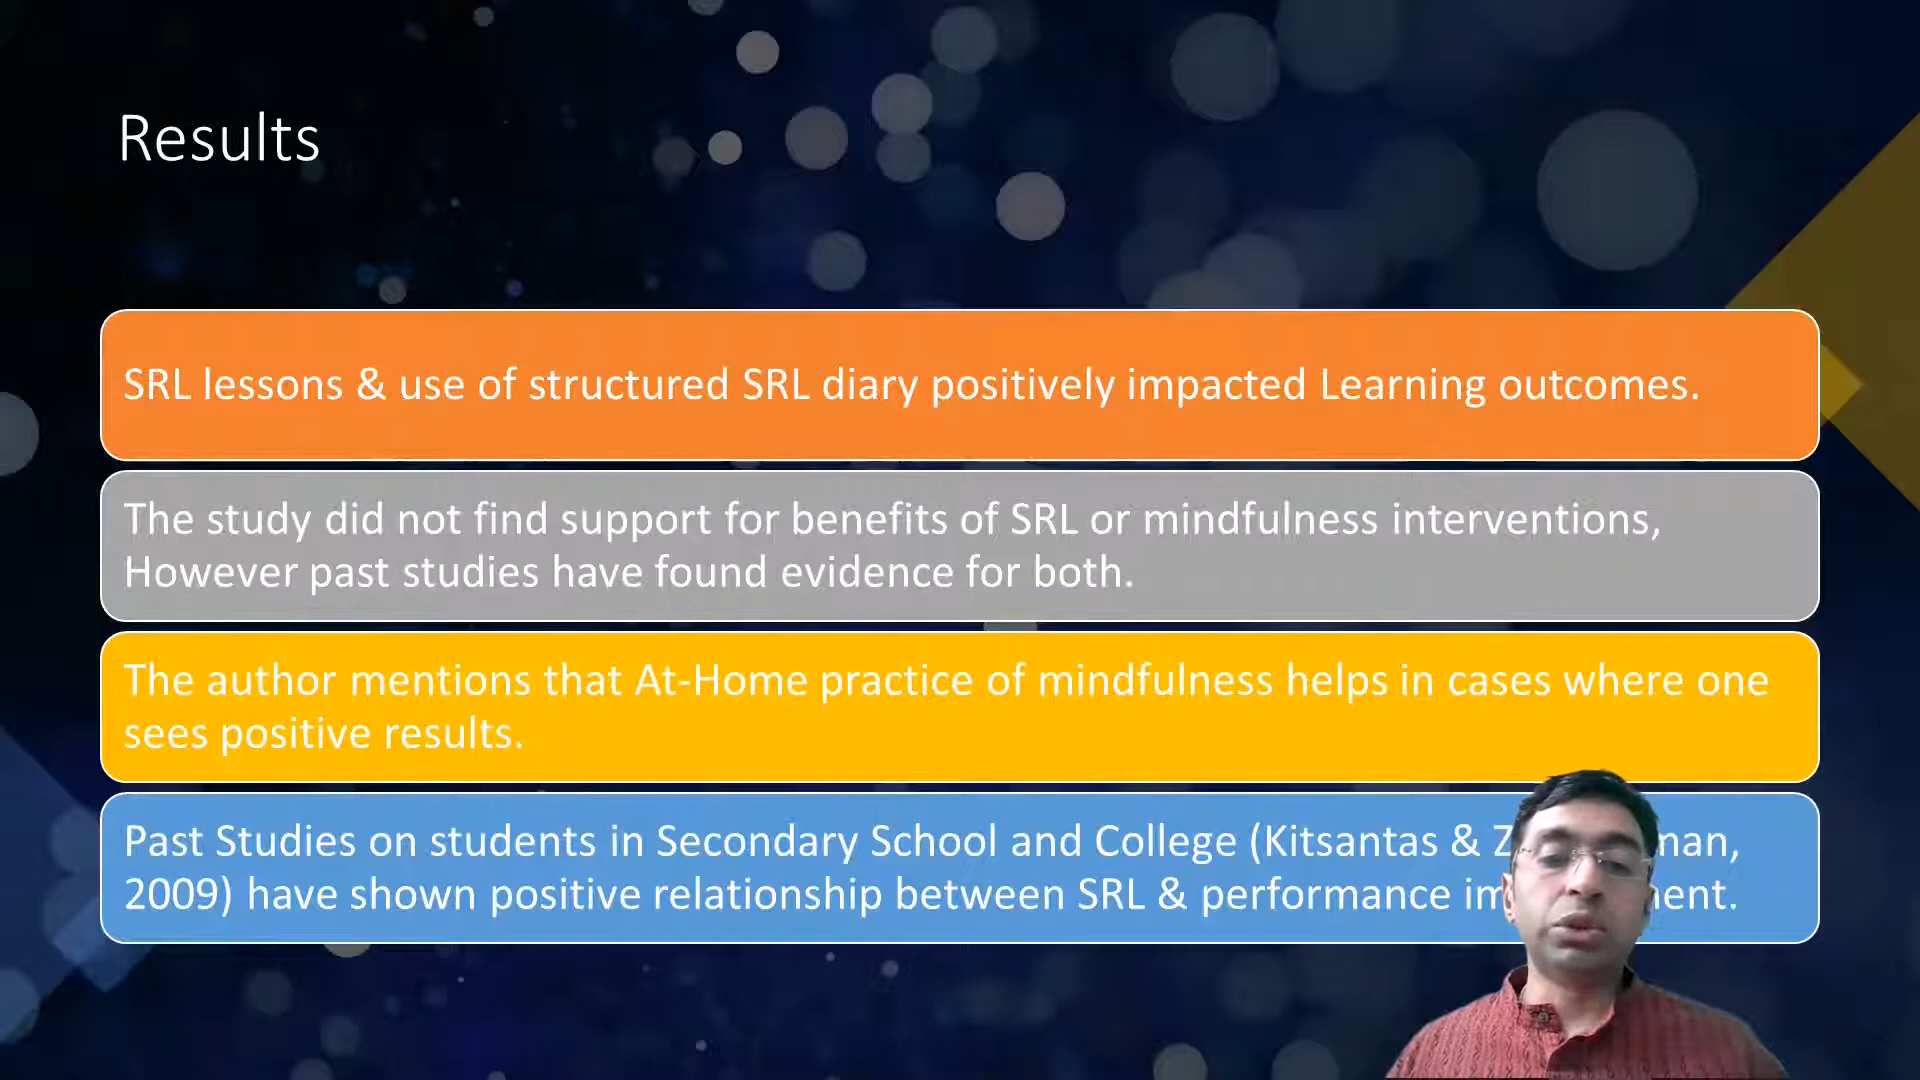 Results
SRL lessons & use of structured SRL diary positively impacted Learning outcomes.
The study did not find support for benefits of SRL or mindfulness interventions,
However past studies have found evidence for both.
The author mentions that At-Home practice of mindfulness helps in cases where one
sees positive results.
Past Studies on students in Secondary School and College (Kitsantas &
2009) have shown positive relationship between SRL & performance